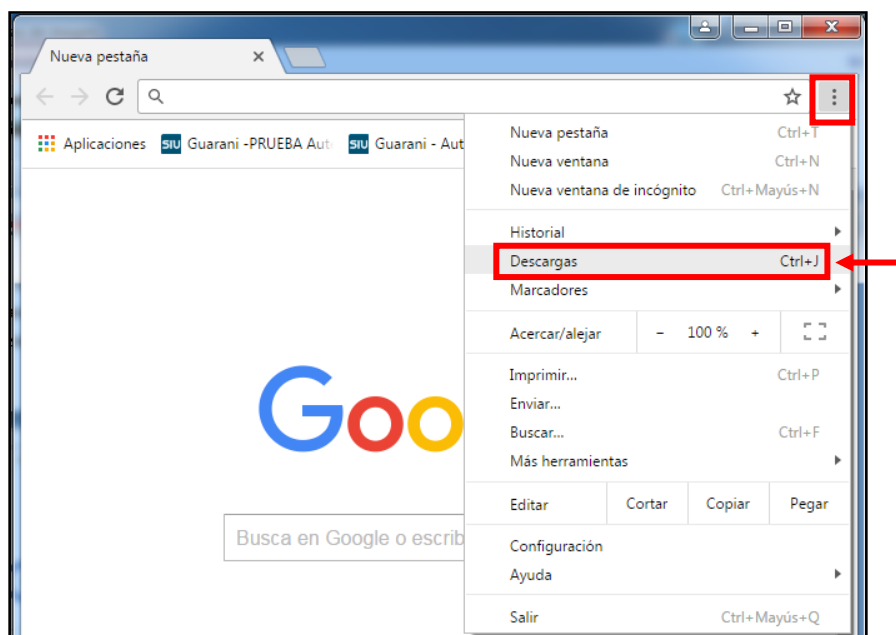 Nueva pestaña
Aplicaciones SIU Guarani -PRUEBA Aut SIU Guarani - Aut
Nueva pestaña Ctrl+T
Nueva ventana Ctrl+N
Nueva ventana de incógnito Ctrl+Mayús+N
Historial
Descargas Ctrl+J
Marcadores
Acercar/alejar - 100 % +
Imprimir... Ctrl+P
Enviar...
Buscar... Ctrl+F
Más herramientas
Editar Cortar Copiar Pegar
Configuración
Ayuda
Salir Ctrl+Mayús+Q
Goo
Busca en Google o escrib